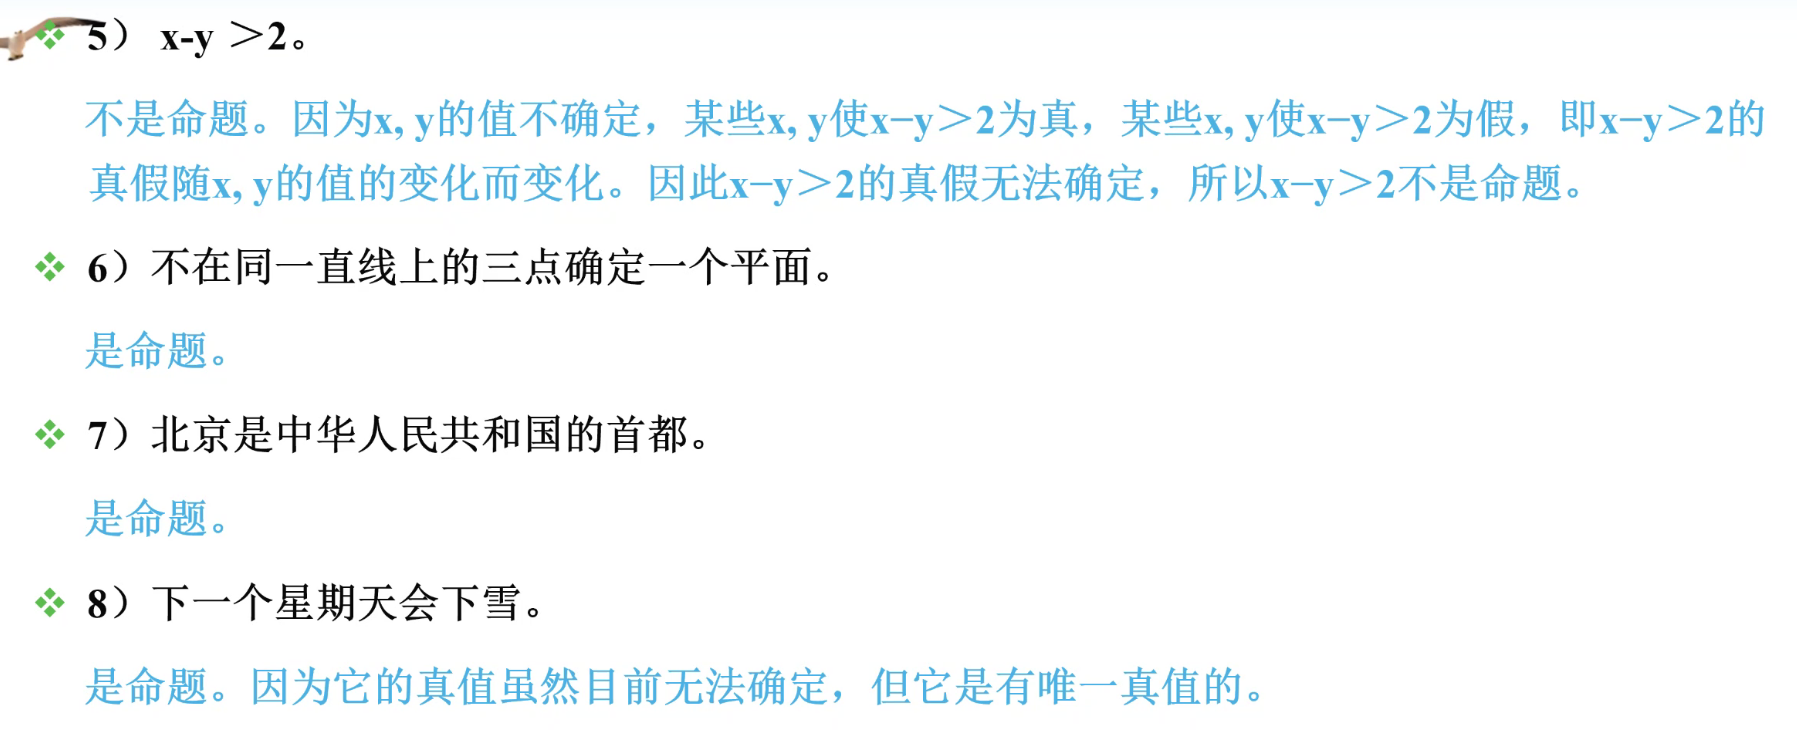 5） x-y ＞2。
不是命题。因为x, y的值不确定，某些x, y使x−y＞2为真，某些x, y使x−y＞2为假，即x−y＞2的
真假随x, y的值的变化而变化。因此x−y＞2的真假无法确定，所以x−y＞2不是命题。
6）不在同一直线上的三点确定一个平面。
是命题。
7）北京是中华人民共和国的首都。
是命题。
8）下一个星期天会下雪。
是命题。因为它的真值虽然目前无法确定，但它是有唯一真值的。